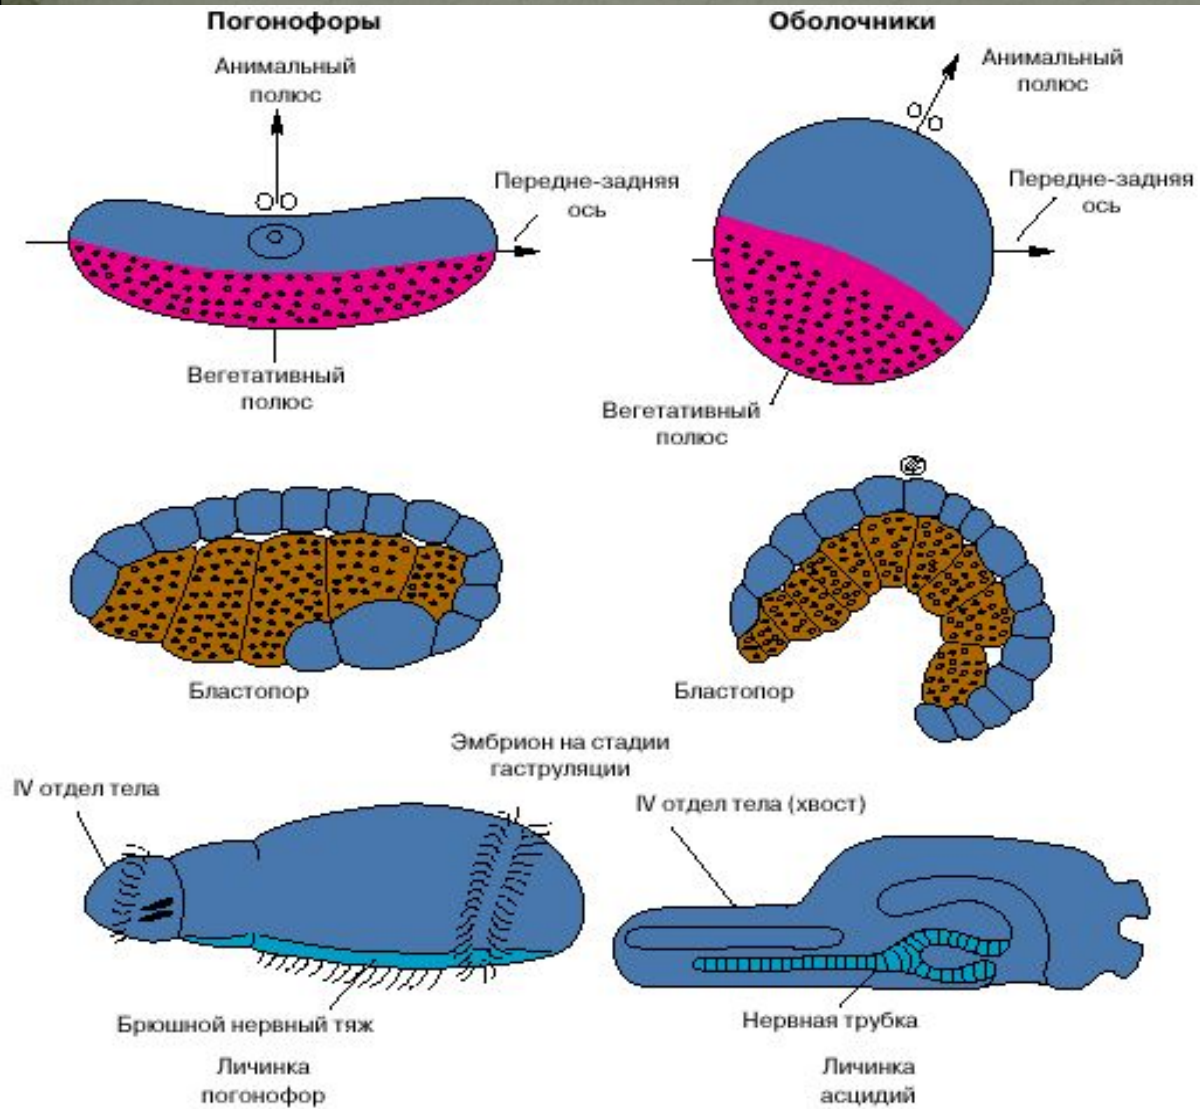 Погонофоры
Оболочники
Анимальный
полюс
Анимальный
полюс
Передне-задняя
ось
Передне-задняя
ось
Вегетативный
полюс
Вегетативный
полюс
Бластопор
Бластопор
Эмбрион на стадии
гаструляции
IV отдел тела
IV отдел тела (хвост)
Брюшной нервный тяж
Нервная трубка
Личинка
погонофор
Личинка
асцидий